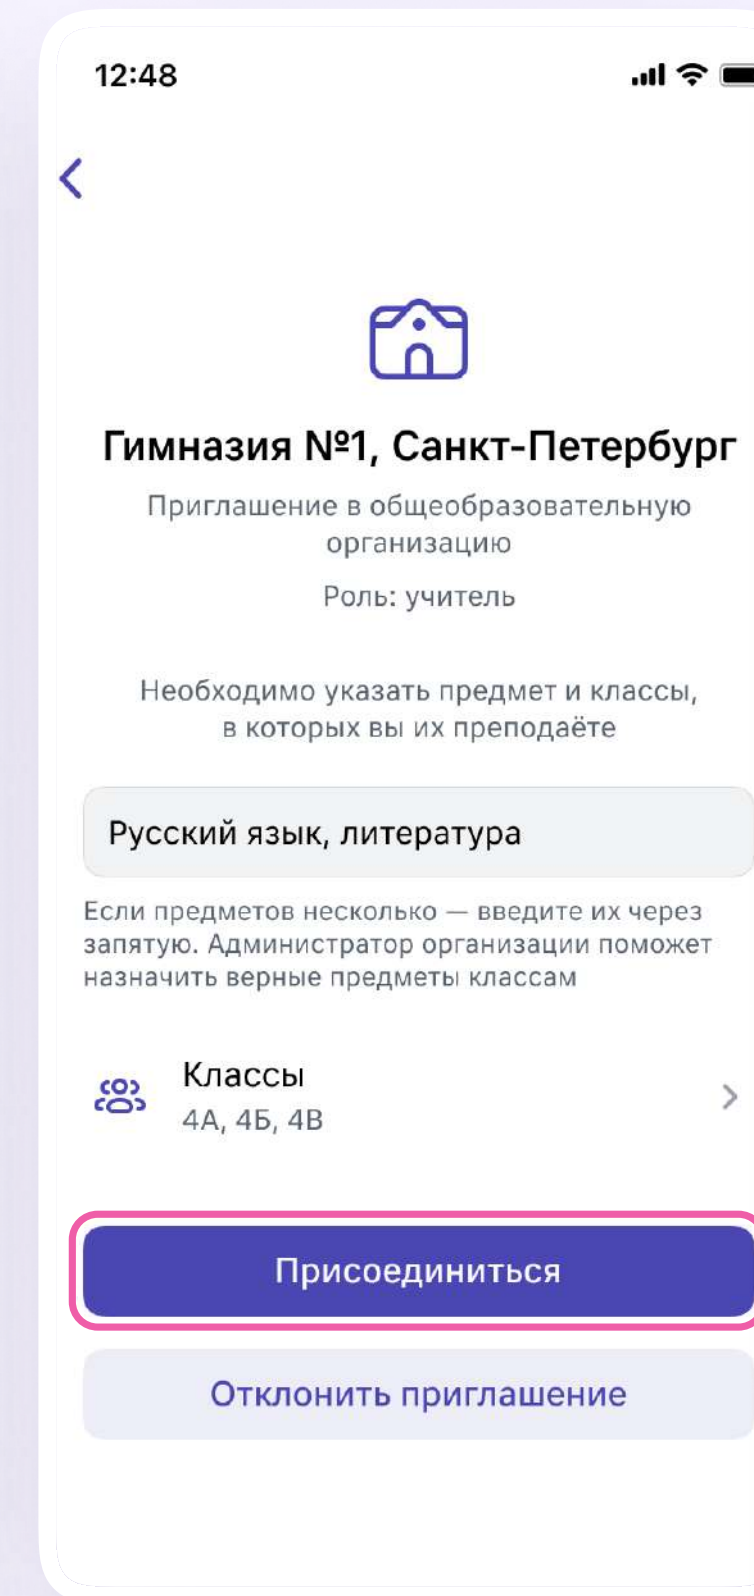 12:48
Гимназия №1, Санкт-Петербург
Приглашение в общеобразовательную
организацию
Роль: учитель
Необходимо указать предмет и классы,
в которых вы их преподаёте
Русский язык, литература
Если предметов несколько — введите их через
запятую. Администратор организации поможет
назначить верные предметы классам
Классы
4А, 4Б, 4В
Присоединиться
Отклонить приглашение